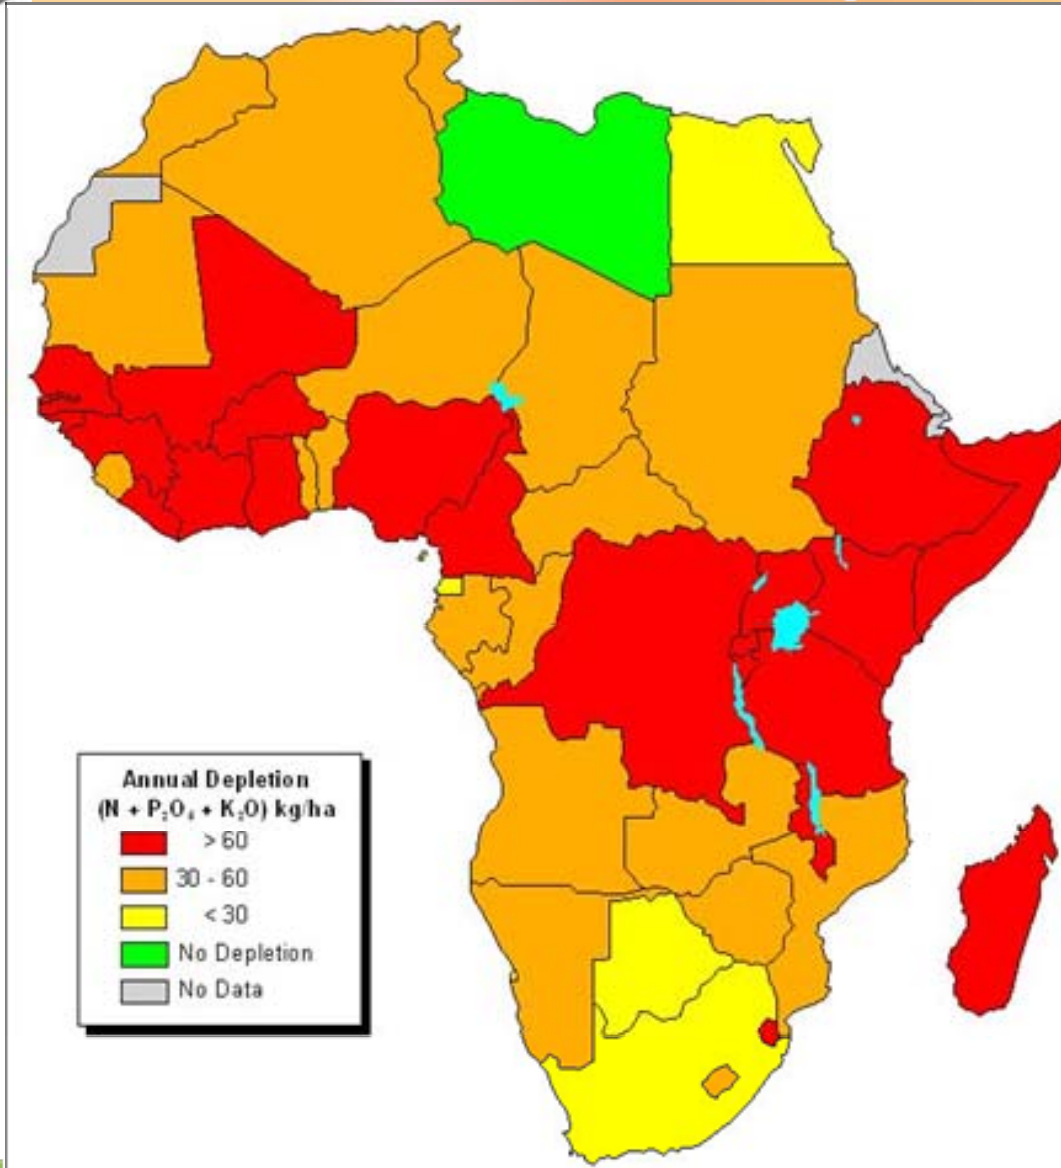 Annual Depletion
(N + P₂O₄ + K₂O) kg/ha
> 60
30 - 60
< 30
No Depletion
No Data